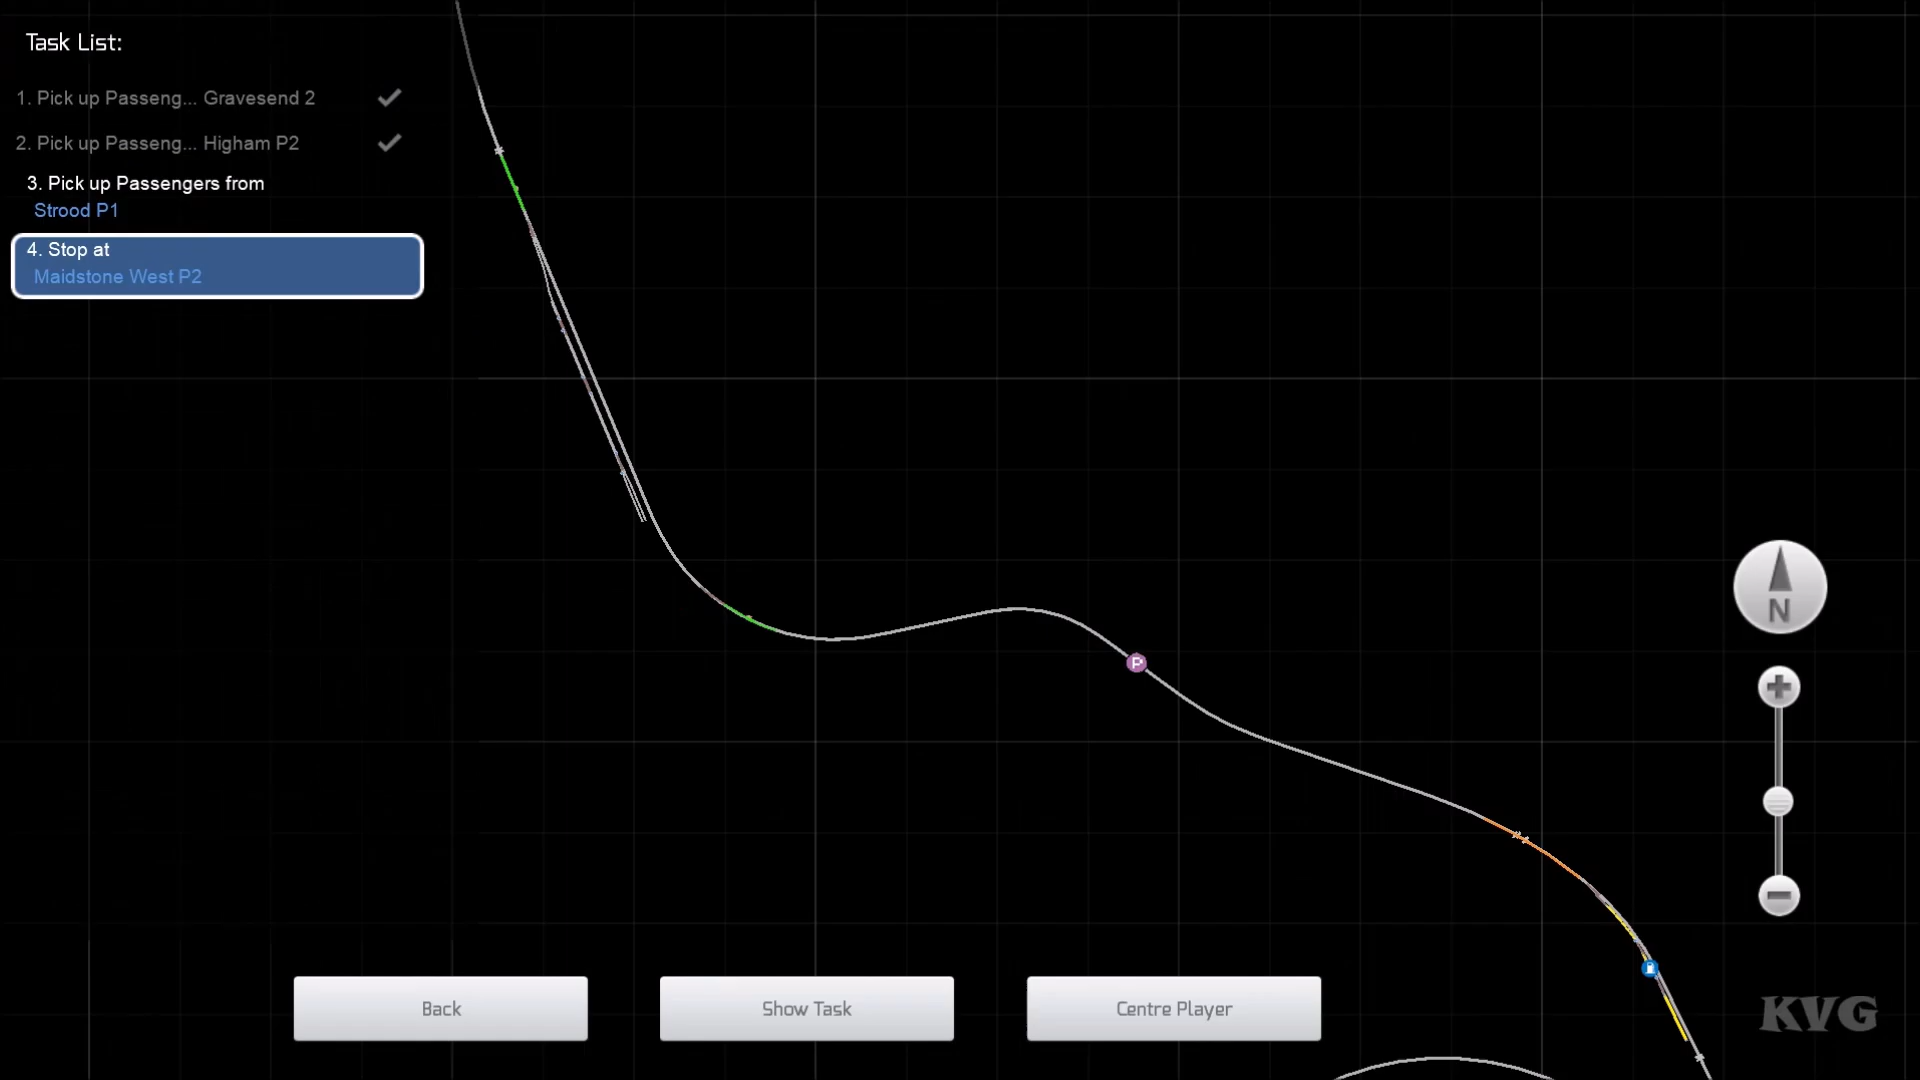 Task List:
1. Pick up Passeng... Gravesend 2
2. Pick up Passeng... Higham P2
3. Pick up Passengers from
Strood P1
4. Stop at
Maidstone West P2
P
N
Back
Show Task
Centre Player
KVG